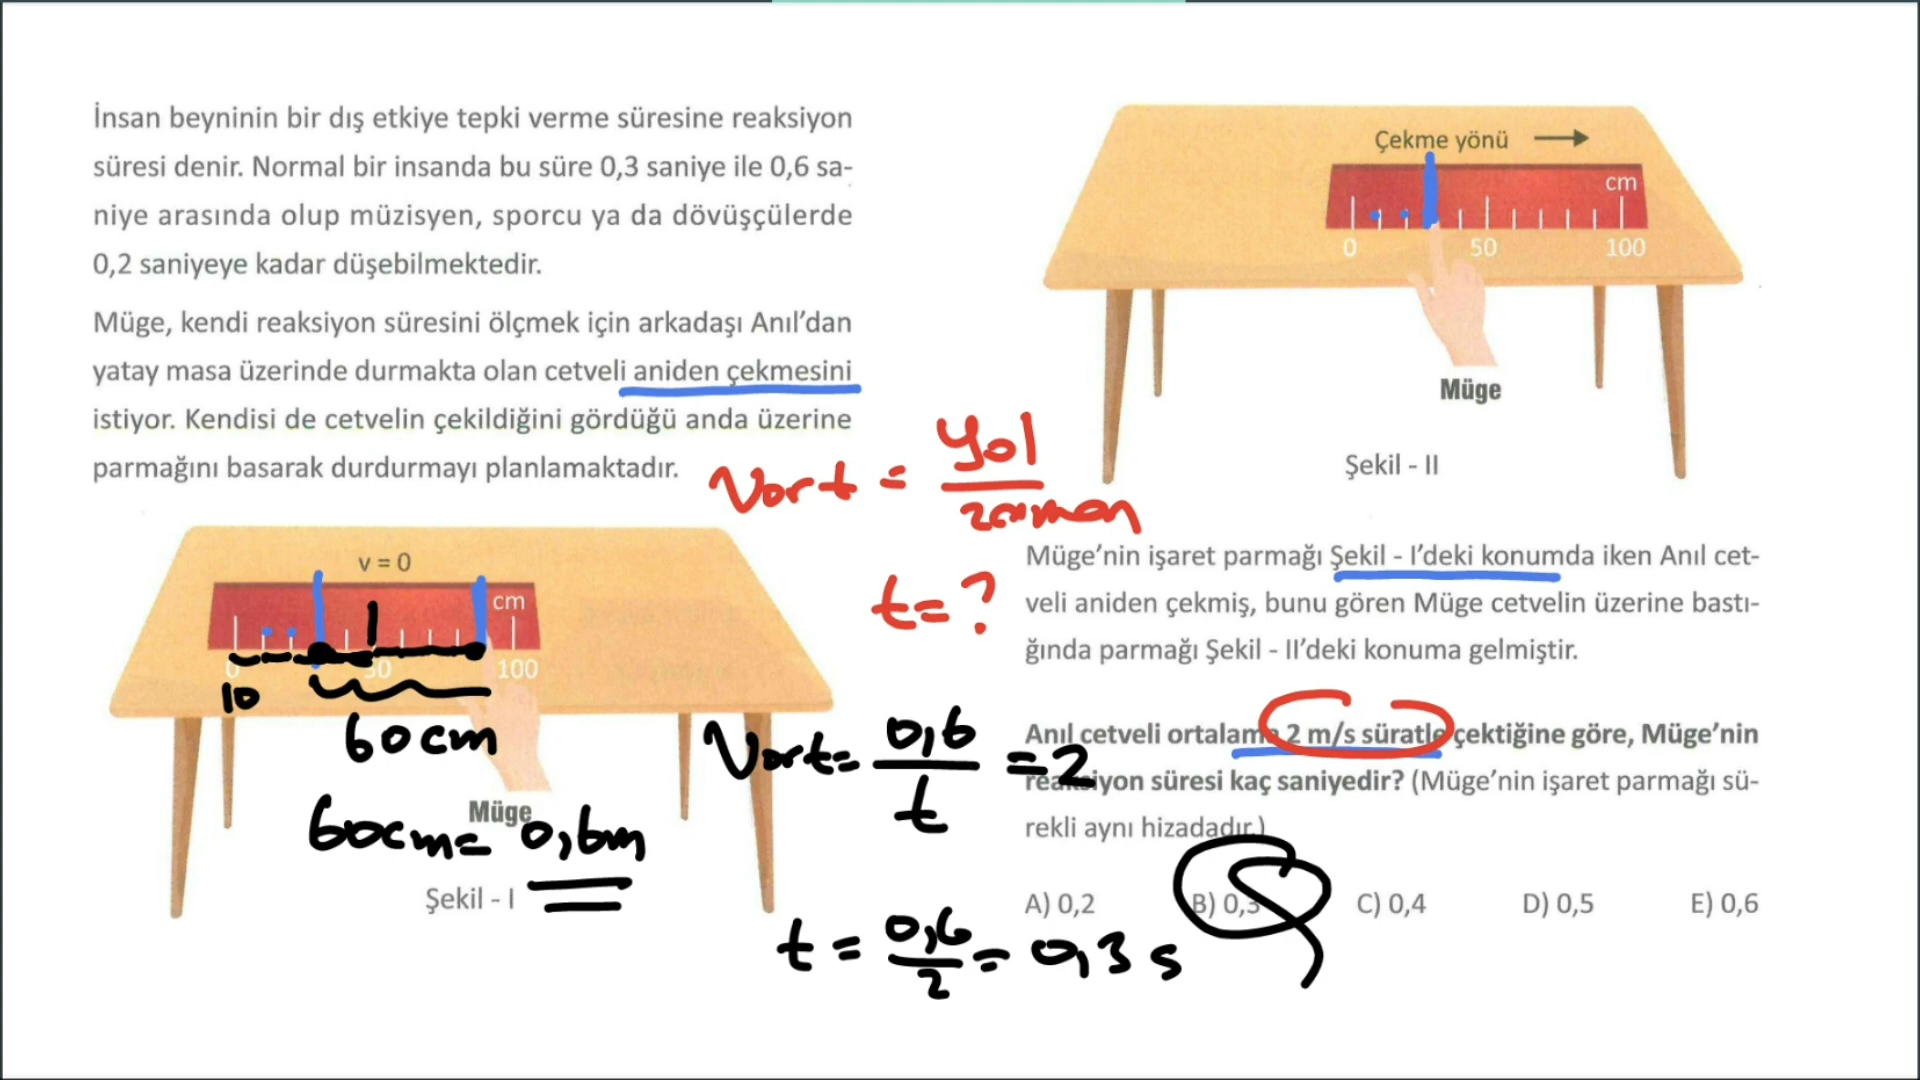 İnsan beyninin bir dış etkiye tepki verme süresine reaksiyon
süresi denir. Normal bir insanda bu süre 0,3 saniye ile 0,6 sa-
niye arasında olup müzisyen, sporcu ya da dövüşçülerde
0,2 saniyeye kadar düşebilmektedir.
Müge, kendi reaksiyon süresini ölçmek için arkadaşı Anıl'dan
yatay masa üzerinde durmakta olan cetveli aniden çekmesini
istiyor. Kendisi de cetvelin çekildiğini gördüğü anda üzerine
parmağını basarak durdurmayı planlamaktadır.
v = 0
cm
0 50 100
10
60 cm
Müge
60cm = 0,6m
Şekil - I
Çekme yönü
cm
0 50 100
Müge
Şekil - II
Vort = yol / zaman
t = ?
Müge'nin işaret parmağı Şekil - I'deki konumda iken Anıl cet-
veli aniden çekmiş, bunu gören Müge cetvelin üzerine bastı-
ğında parmağı Şekil - II'deki konuma gelmiştir.
Anıl cetveli ortalama 2 m/s süratle çektiğine göre, Müge'nin
reaksiyon süresi kaç saniyedir? (Müge'nin işaret parmağı sü-
rekli aynı hizadadır.)
Vort = 0,6 / t = 2
A) 0,2 B) 0,3 C) 0,4 D) 0,5 E) 0,6
t = 0,6 / 2 = 0,3 s